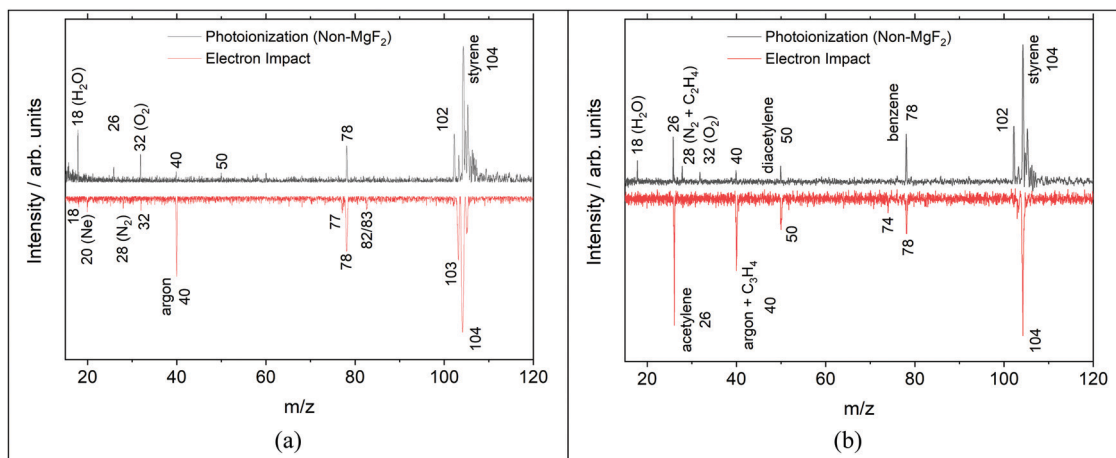 Photoionization (Non-MgF₂)
Electron Impact
Intensity / arb. units
18 (H₂O)
26
32 (O₂)
40
50
78
102
styrene
104
18
20 (Ne)
28 (N₂)
32
argon
40
77
78
82/83
103
104
20
40
60
80
100
120
m/z
(a)
Photoionization (Non-MgF₂)
Electron Impact
Intensity / arb. units
18 (H₂O)
26
28 (N₂ + C₂H₄)
32 (O₂)
40
diacetylene
50
benzene
78
102
styrene
104
acetylene
26
argon + C₃H₄
40
50
74
78
104
20
40
60
80
100
120
m/z
(b)